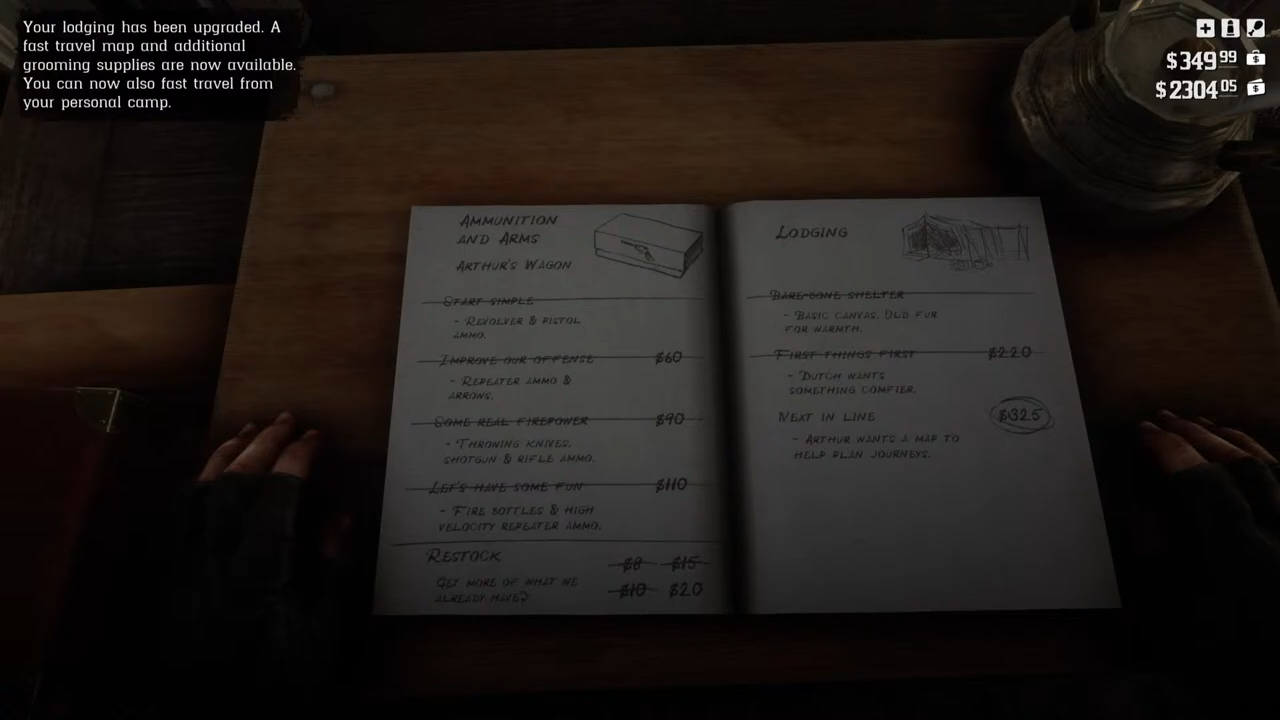 Your lodging has been upgraded. A
fast travel map and additional
grooming supplies are now available.
You can now also fast travel from
your personal camp.
$349 99
$2304 05
AMMUNITION
AND ARMS
ARTHUR'S WAGON
START SIMPLE
- REVOLVER & PISTOL
AMMO.
IMPROVE OUR OFFENSE $60
- REPEATER AMMO &
ARROWS.
SOME REAL FIREPOWER $90
- THROWING KNIVES,
SHOTGUN & RIFLE AMMO.
LET'S HAVE SOME FUN $110
- FIRE BOTTLES & HIGH
VELOCITY REPEATER AMMO.
RESTOCK $8 $15
GET MORE OF WHAT WE
ALREADY HAVE? $10 $20
LODGING
BARE-BONE SHELTER
- BASIC CANVAS. OLD FUR
FOR WARMTH.
FIRST THINGS FIRST $220
- DUTCH WANTS
SOMETHING COMFIER.
NEXT IN LINE $325
- ARTHUR WANTS A MAP TO
HELP PLAN JOURNEYS.